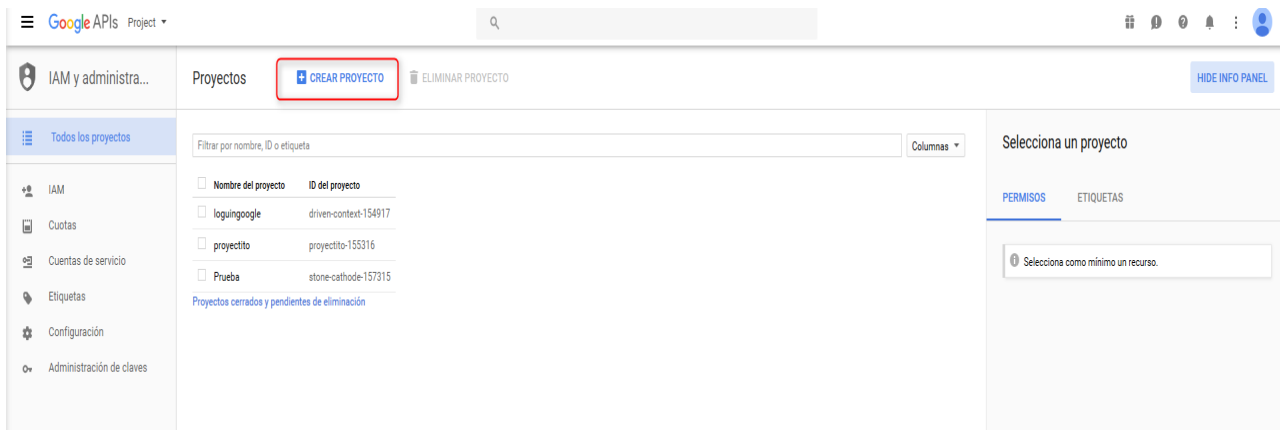 Google APIs Project
IAM y administra...
Proyectos
CREAR PROYECTO
ELIMINAR PROYECTO
HIDE INFO PANEL
Todos los proyectos
IAM
Cuotas
Cuentas de servicio
Etiquetas
Configuración
Administración de claves
Filtrar por nombre, ID o etiqueta
Columnas
Nombre del proyecto ID del proyecto
loguingoogle driven-context-154917
proyectito proyectito-155316
Prueba stone-cathode-157315
Proyectos cerrados y pendientes de eliminación
Selecciona un proyecto
PERMISOS ETIQUETAS
Selecciona como mínimo un recurso.